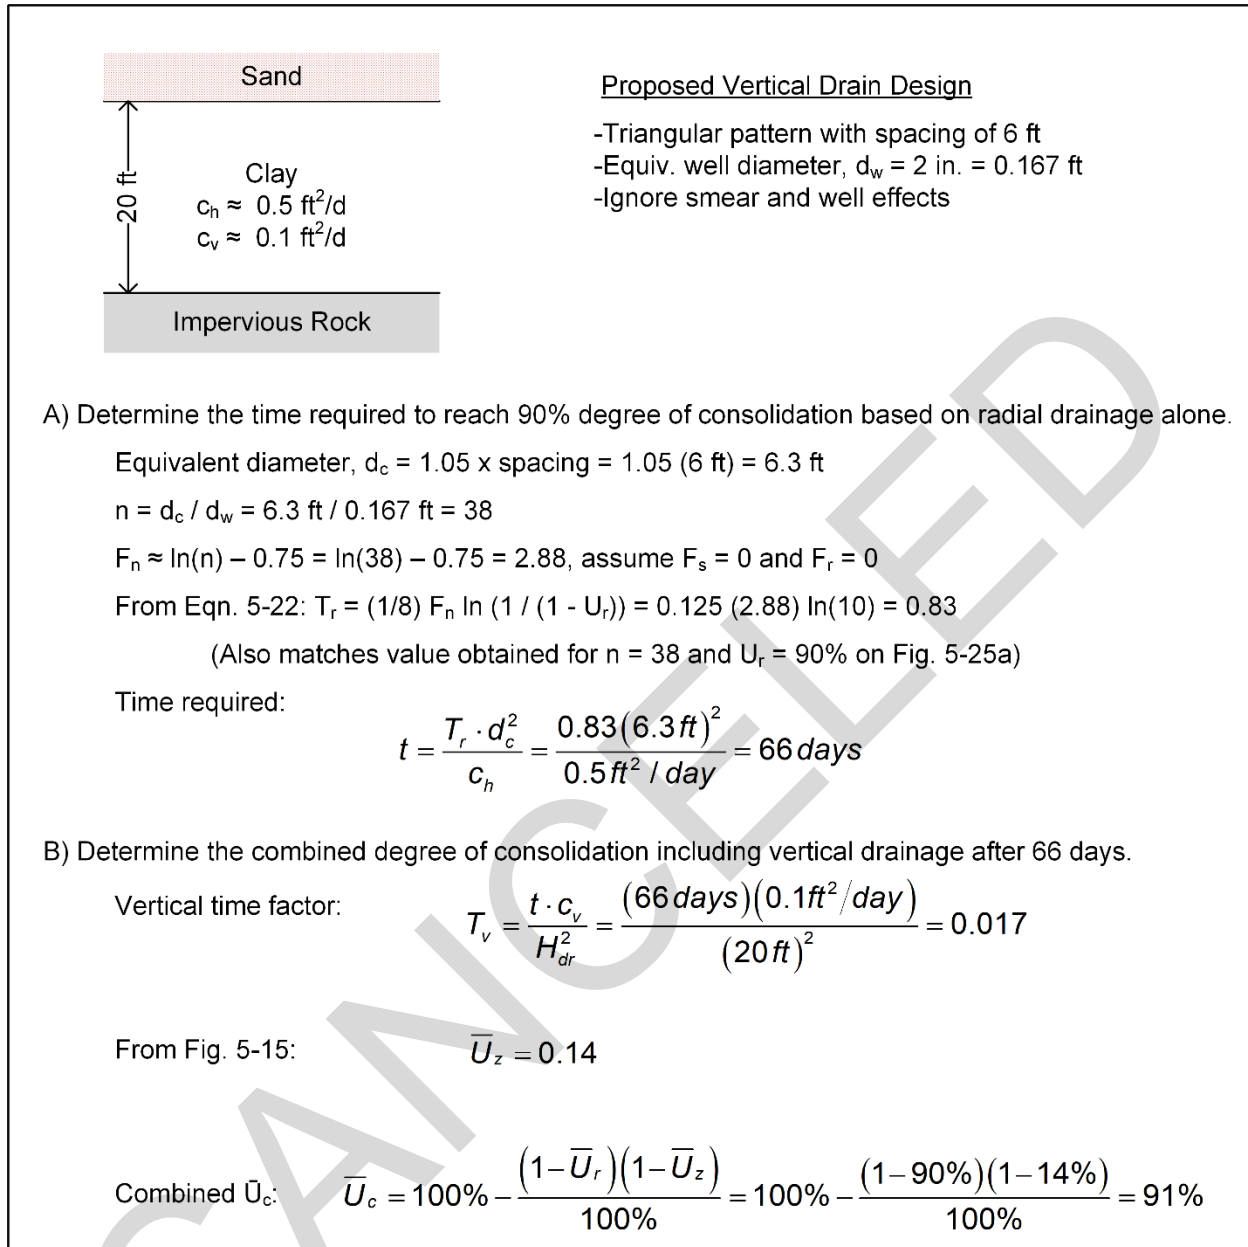 Sand
Proposed Vertical Drain Design
-Triangular pattern with spacing of 6 ft
-Equiv. well diameter, d_w = 2 in. = 0.167 ft
-Ignore smear and well effects
20 ft
Clay
c_h ≈ 0.5 ft²/d
c_v ≈ 0.1 ft²/d
Impervious Rock
A) Determine the time required to reach 90% degree of consolidation based on radial drainage alone.
Equivalent diameter, d_c = 1.05 x spacing = 1.05 (6 ft) = 6.3 ft
n = d_c / d_w = 6.3 ft / 0.167 ft = 38
F_n ≈ ln(n) – 0.75 = ln(38) – 0.75 = 2.88, assume F_s = 0 and F_r = 0
From Eqn. 5-22: T_r = (1/8) F_n ln (1 / (1 - U_r)) = 0.125 (2.88) ln(10) = 0.83
(Also matches value obtained for n = 38 and U_r = 90% on Fig. 5-25a)
Time required:
t = T_r · d_c² / c_h = 0.83(6.3 ft)² / 0.5 ft² / day = 66 days
B) Determine the combined degree of consolidation including vertical drainage after 66 days.
Vertical time factor: T_v = t · c_v / H_dr² = (66 days)(0.1 ft²/day) / (20 ft)² = 0.017
From Fig. 5-15: Ū_z = 0.14
Combined Ū_c: Ū_c = 100% - (1 – Ū_r)(1 – Ū_z) / 100% = 100% - (1 – 90%)(1 – 14%) / 100% = 91%
CANCELED